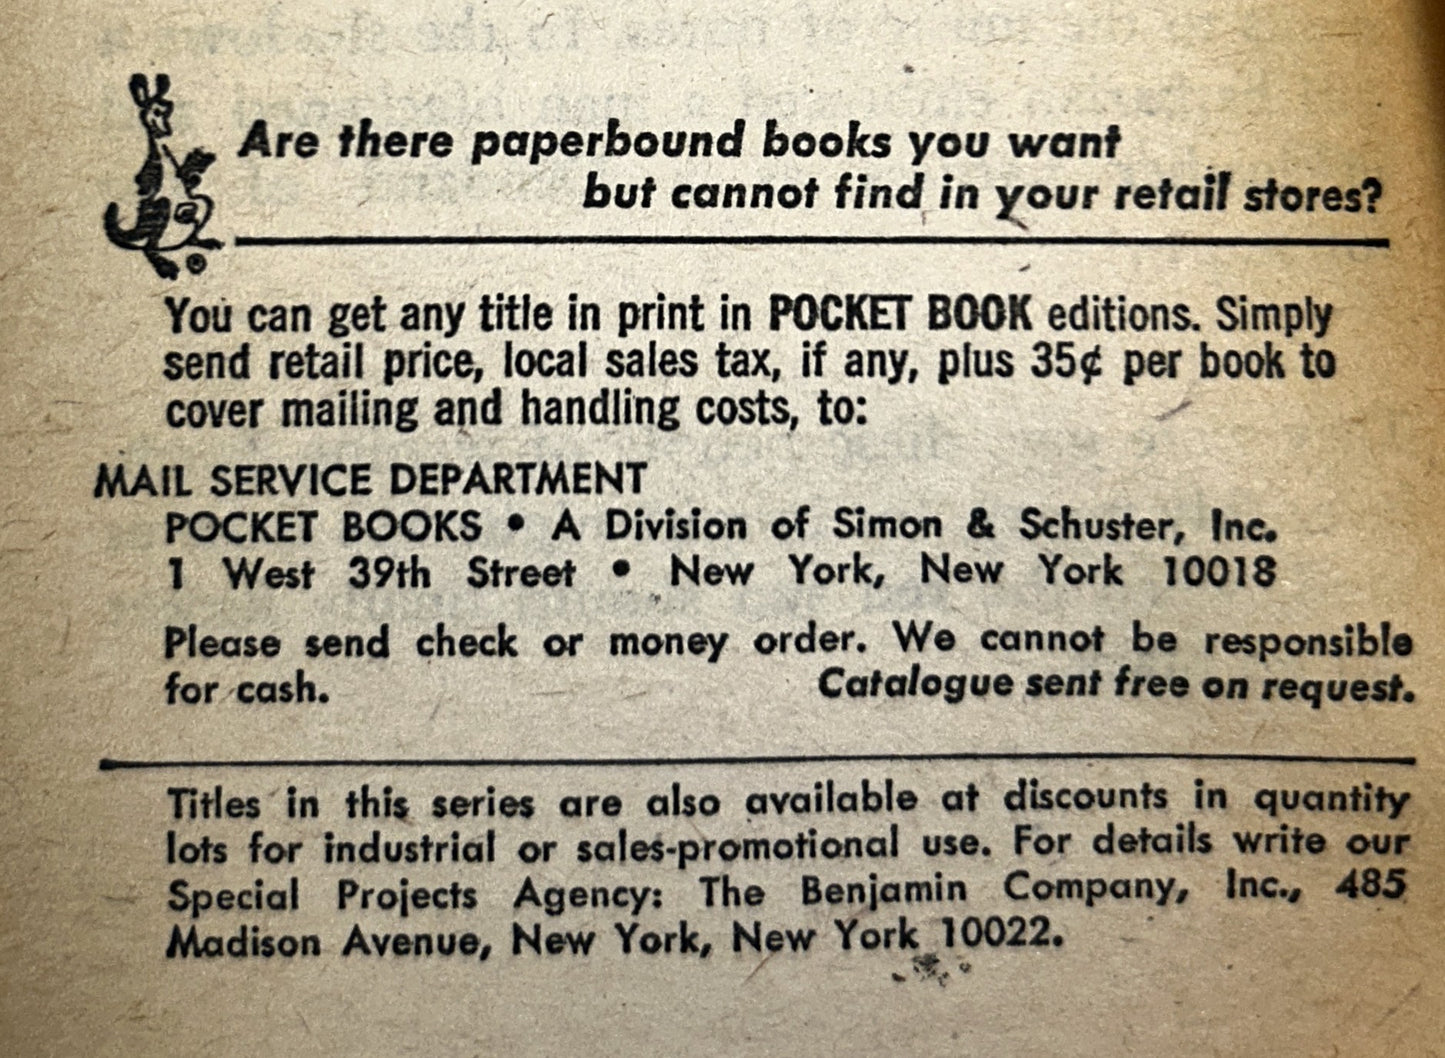 Are there paperbound books you want
but cannot find in your retail stores?
You can get any title in print in POCKET BOOK editions. Simply
send retail price, local sales tax, if any, plus 35¢ per book to
cover mailing and handling costs, to:
MAIL SERVICE DEPARTMENT
POCKET BOOKS • A Division of Simon & Schuster, Inc.
1 West 39th Street • New York, New York 10018
Please send check or money order. We cannot be responsible
for cash. Catalogue sent free on request.
Titles in this series are also available at discounts in quantity
lots for industrial or sales-promotional use. For details write our
Special Projects Agency: The Benjamin Company, Inc., 485
Madison Avenue, New York, New York 10022.